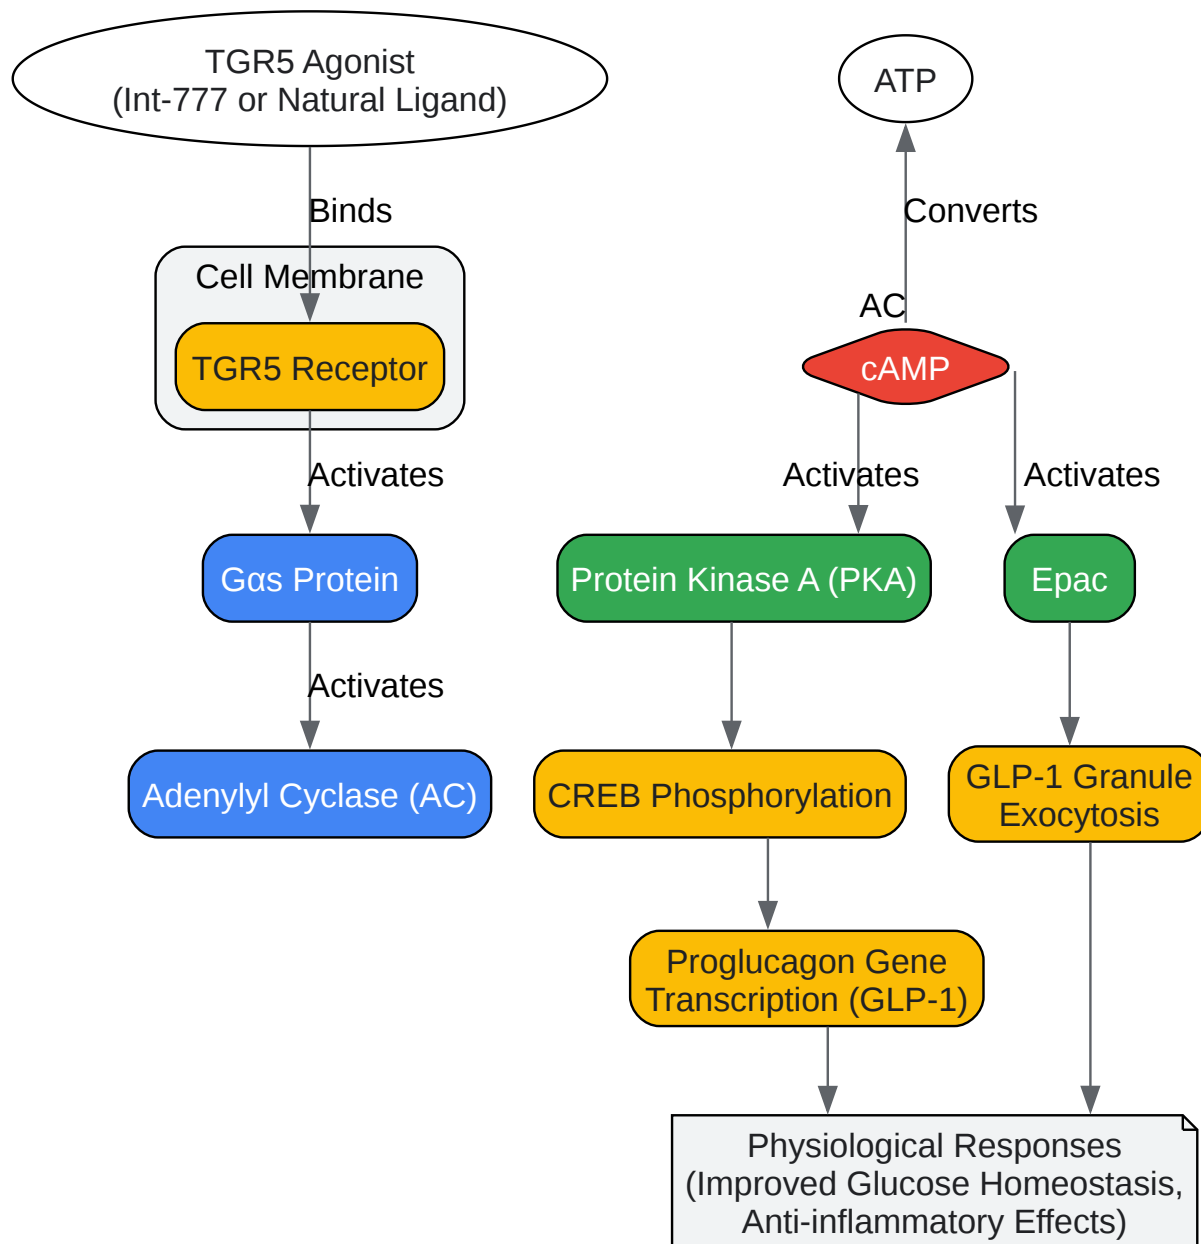 TGR5 Agonist
(Int-777 or Natural Ligand)
ATP
Binds
Converts
Cell Membrane
AC
TGR5 Receptor
cAMP
Activates
Activates
Activates
Gαs Protein
Protein Kinase A (PKA)
Epac
Activates
Adenylyl Cyclase (AC)
CREB Phosphorylation
GLP-1 Granule
Exocytosis
Proglucagon Gene
Transcription (GLP-1)
Physiological Responses
(Improved Glucose Homeostasis,
Anti-inflammatory Effects)